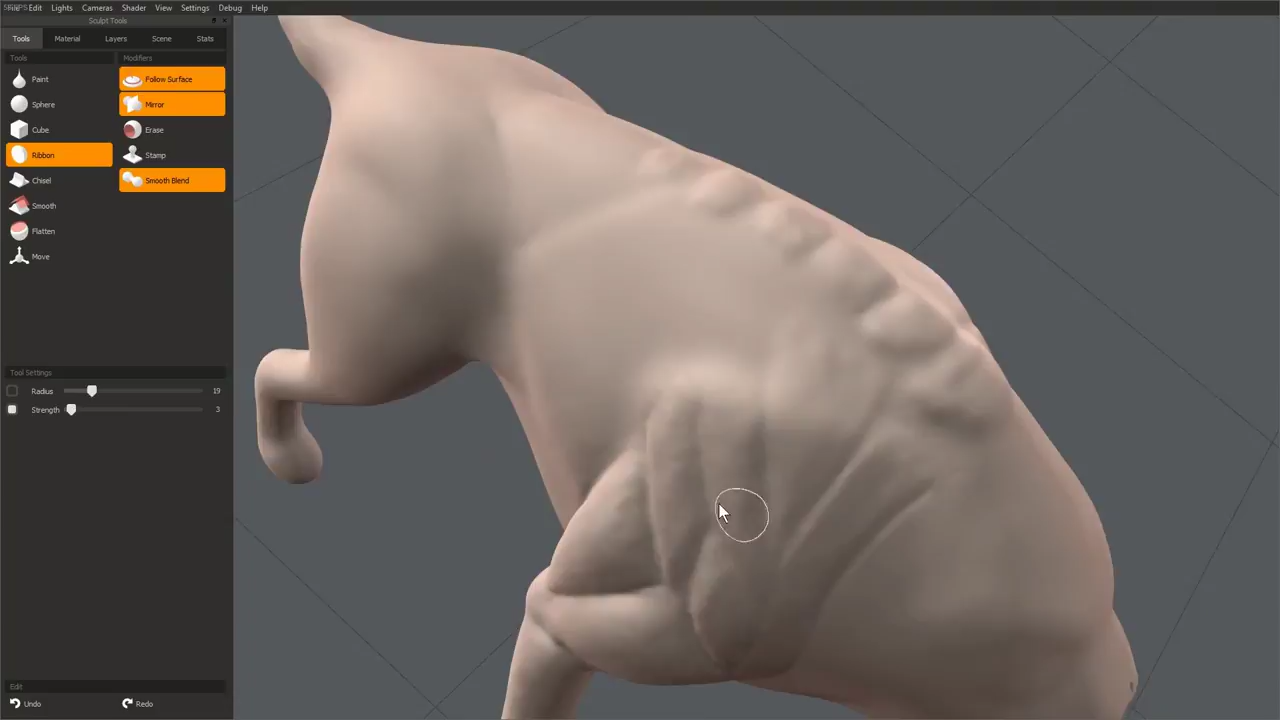 File Edit Lights Cameras Shader View Settings Debug Help
Sculpt Tools
Tools Material Layers Scene Stats
Tools Modifiers
Paint Follow Surface
Sphere Mirror
Cube Erase
Ribbon Stamp
Chisel Smooth Blend
Smooth
Flatten
Move
Tool Settings
Radius 19
Strength 3
Edit
Undo Redo